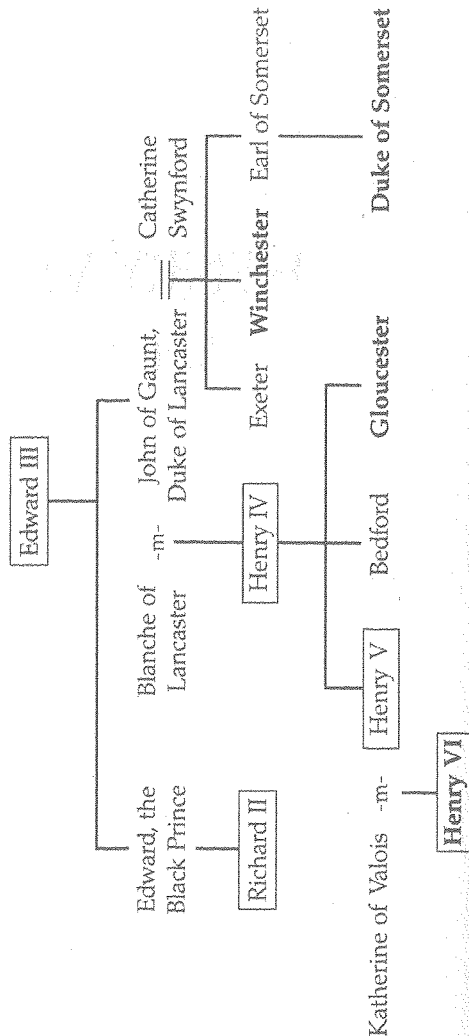 Edward III
Edward, the
Black Prince
Blanche of
Lancaster
-m-
John of Gaunt,
Duke of Lancaster
Catherine
Swynford
Richard II
Henry IV
Exeter
Winchester
Earl of Somerset
Katherine of Valois
-m-
Henry V
Bedford
Gloucester
Duke of Somerset
Henry VI